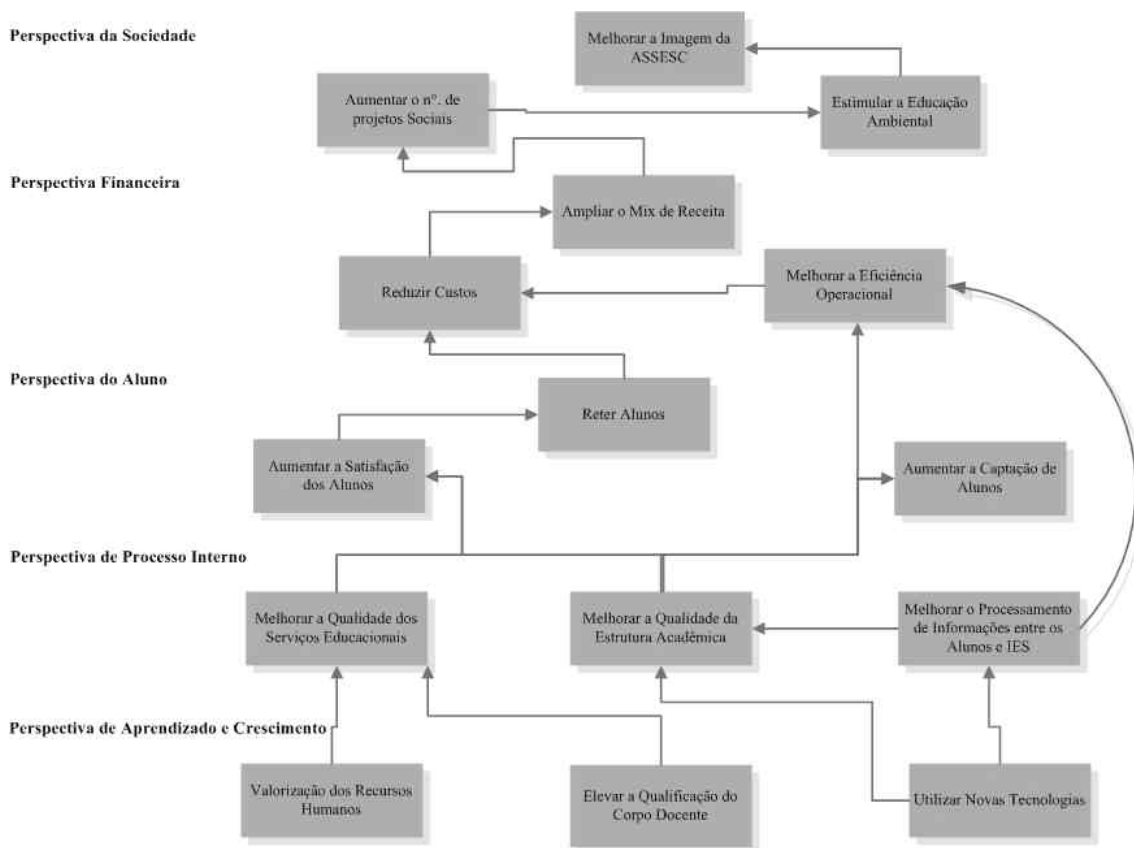 Perspectiva da Sociedade
Melhorar a Imagem da
ASSESC
Aumentar o nº. de
projetos Sociais
Estimular a Educação
Ambiental
Perspectiva Financeira
Ampliar o Mix de Receita
Reduzir Custos
Melhorar a Eficiência
Operacional
Perspectiva do Aluno
Reter Alunos
Aumentar a Satisfação
dos Alunos
Aumentar a Captação de
Alunos
Perspectiva de Processo Interno
Melhorar a Qualidade dos
Serviços Educacionais
Melhorar a Qualidade da
Estrutura Acadêmica
Melhorar o Processamento
de Informações entre os
Alunos e IES
Perspectiva de Aprendizado e Crescimento
Valorização dos Recursos
Humanos
Elevar a Qualificação do
Corpo Docente
Utilizar Novas Tecnologias